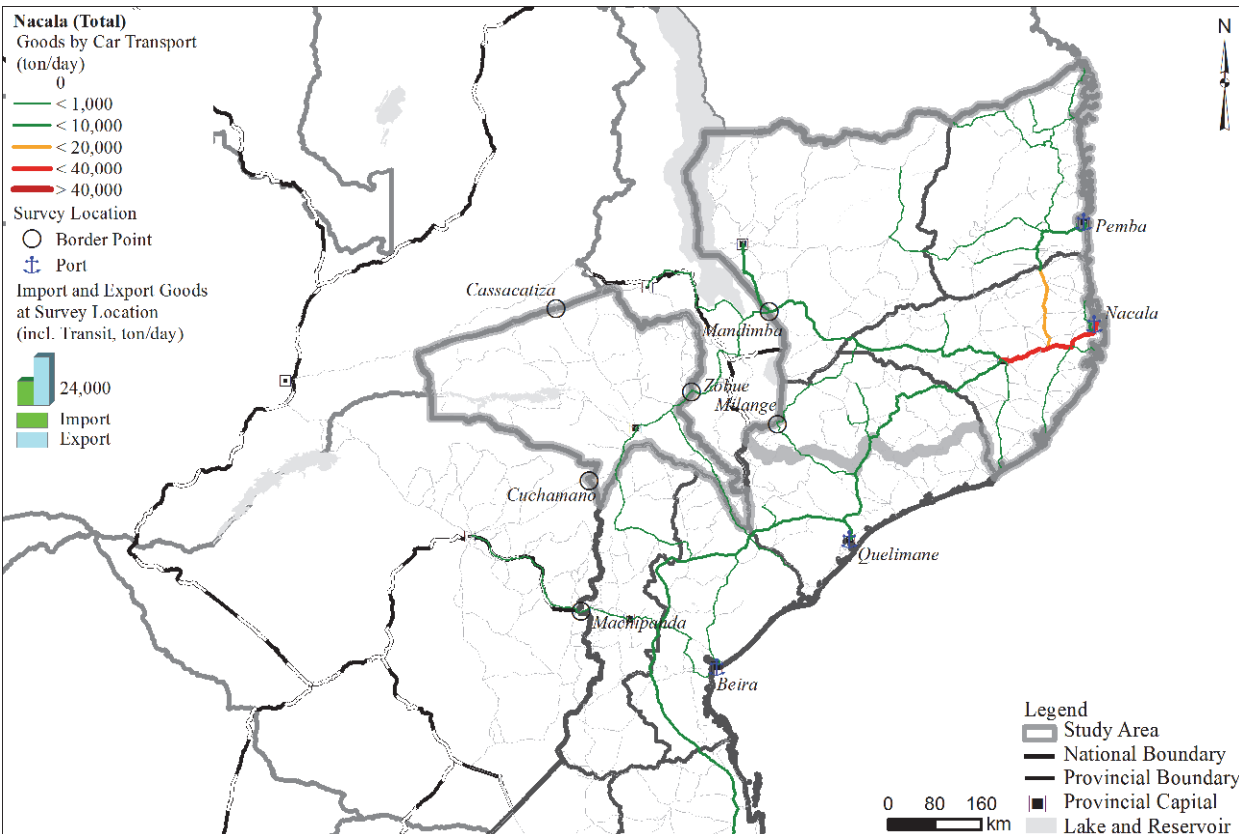 Nacala (Total)
Goods by Car Transport
(ton/day)
0
< 1,000
< 10,000
< 20,000
< 40,000
> 40,000
Survey Location
Border Point
Port
Import and Export Goods
at Survey Location
(incl. Transit, ton/day)
24,000
Import
Export
N
Pemba
Cassacatiza
Nacala
Mandimba
Zobue
Milange
Cuchamano
Quelimane
Machipanda
Beira
Legend
Study Area
National Boundary
Provincial Boundary
Provincial Capital
Lake and Reservoir
0 80 160
km